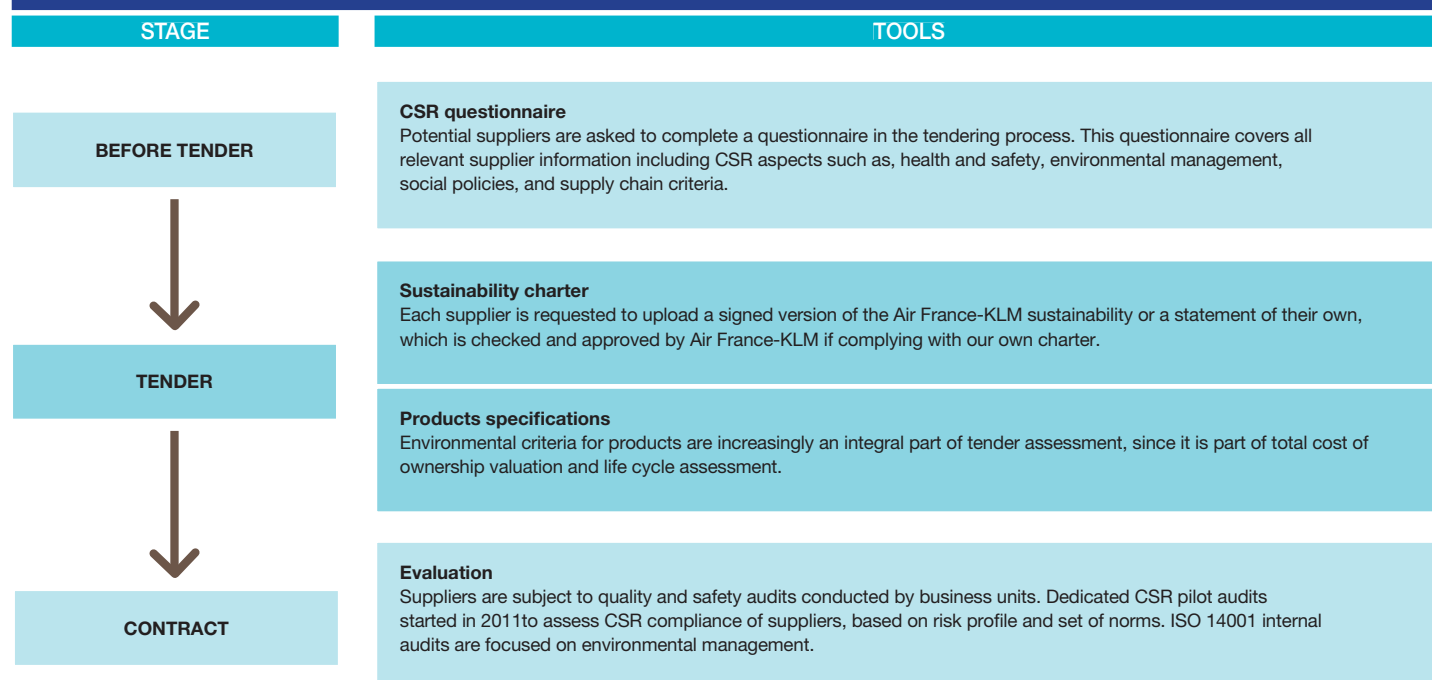 STAGE
TOOLS
BEFORE TENDER
CSR questionnaire
Potential suppliers are asked to complete a questionnaire in the tendering process. This questionnaire covers all
relevant supplier information including CSR aspects such as, health and safety, environmental management,
social policies, and supply chain criteria.
TENDER
Sustainability charter
Each supplier is requested to upload a signed version of the Air France-KLM sustainability or a statement of their own,
which is checked and approved by Air France-KLM if complying with our own charter.
Products specifications
Environmental criteria for products are increasingly an integral part of tender assessment, since it is part of total cost of
ownership valuation and life cycle assessment.
CONTRACT
Evaluation
Suppliers are subject to quality and safety audits conducted by business units. Dedicated CSR pilot audits
started in 2011to assess CSR compliance of suppliers, based on risk profile and set of norms. ISO 14001 internal
audits are focused on environmental management.